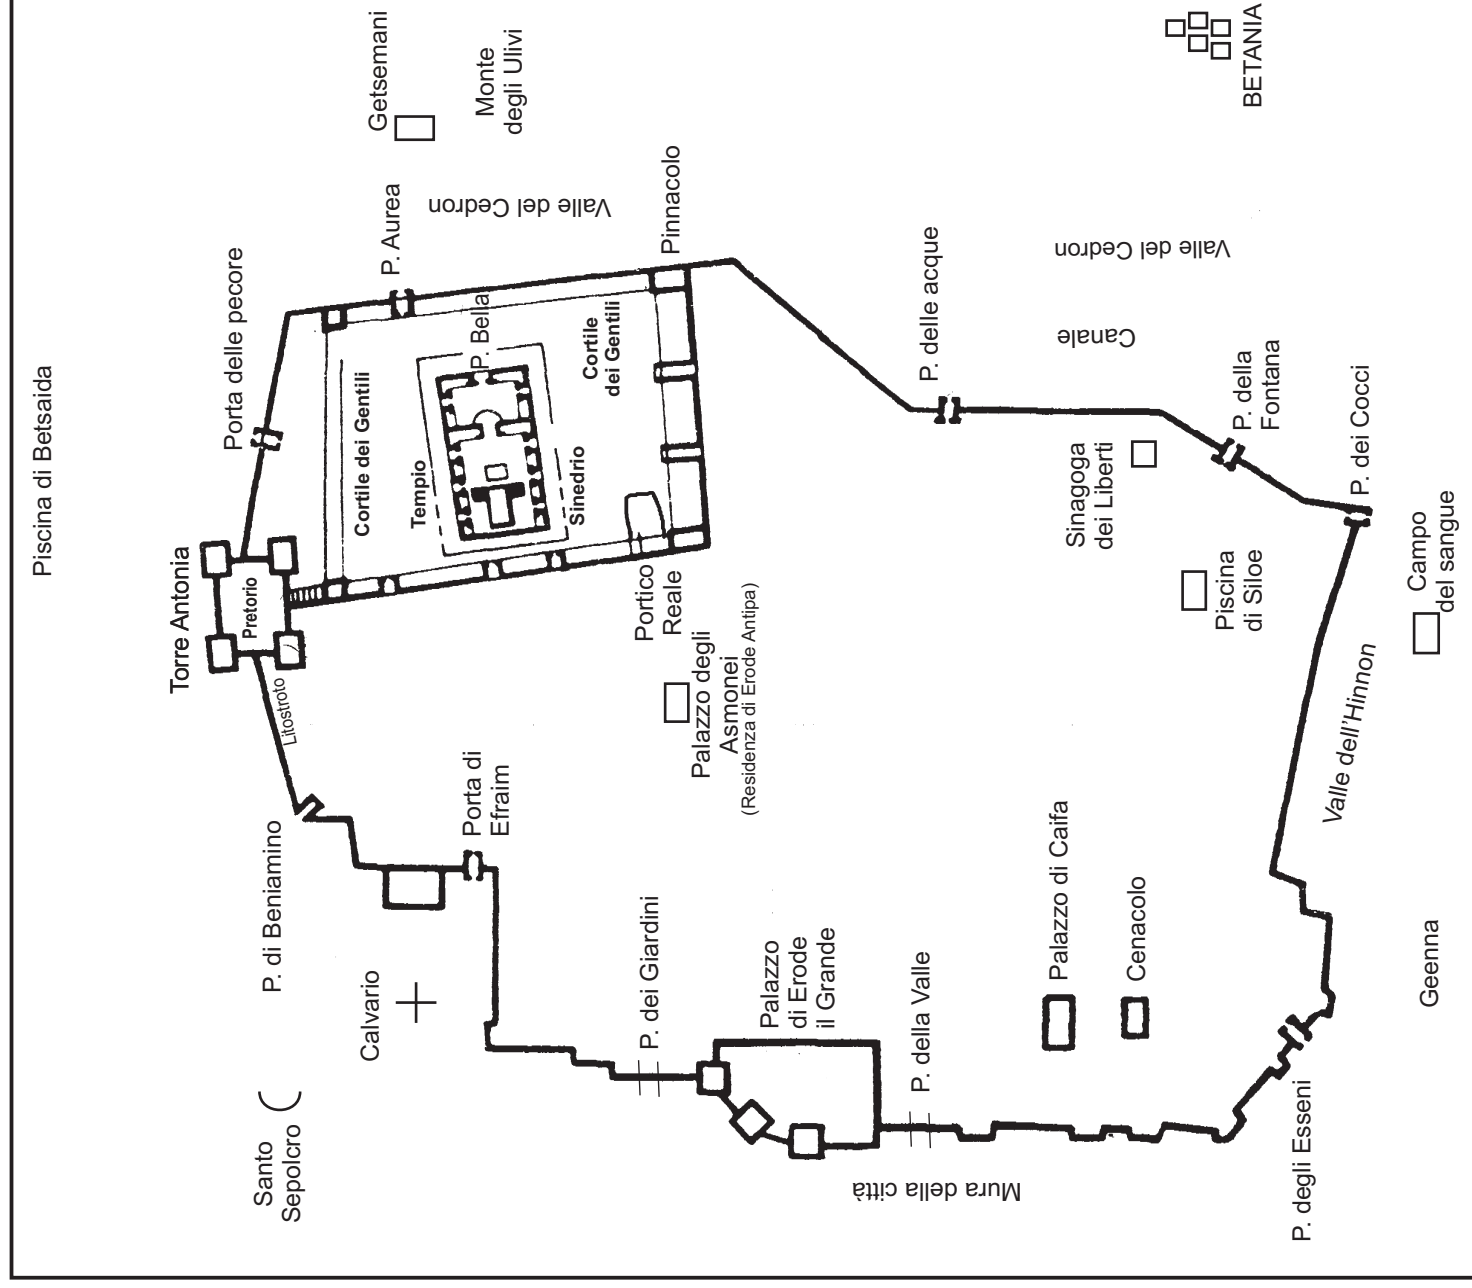 Piscina di Betsaida
Getsemani
Monte
degli Ulivi
BETANIA
Porta delle pecore
P. Aurea
Valle del Cedron
Pinnacolo
Torre Antonia
Pretorio
Cortile dei Gentili
Tempio
P. Bella
Sinedrio
Cortile
dei Gentili
P. delle acque
Valle del Cedron
Canale
Litostroto
Portico
Reale
Palazzo degli
Asmonei
(Residenza di Erode Antipa)
Sinagoga
dei Liberti
P. della
Fontana
P. dei Cocci
Piscina
di Siloe
Campo
del sangue
Valle dell'Hinnon
P. di Beniamino
Porta di
Efraim
Calvario
P. dei Giardini
Palazzo
di Erode
il Grande
P. della Valle
Palazzo di Caifa
Cenacolo
Geenna
Santo
Sepolcro
Mura della città
P. degli Esseni